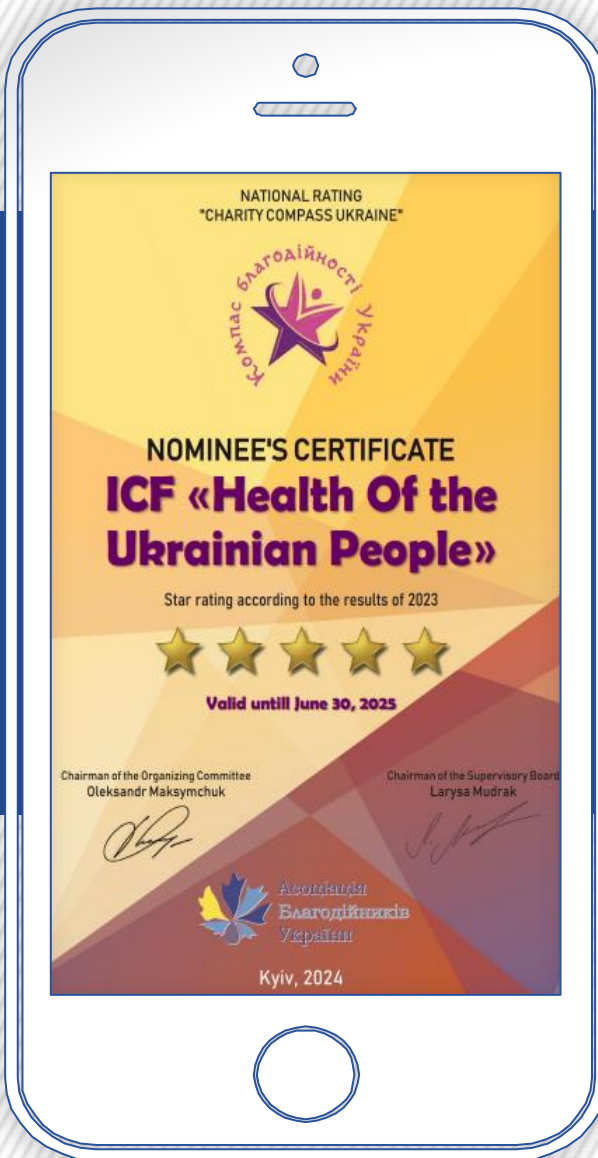 NATIONAL RATING
"CHARITY COMPASS UKRAINE"
Компас благодійності України
NOMINEE'S CERTIFICATE
ICF «Health Of the
Ukrainian People»
Star rating according to the results of 2023
Valid untill June 30, 2025
Chairman of the Organizing Committee
Oleksandr Maksymchuk
Chairman of the Supervisory Board
Larysa Mudrak
Асоціація
Благодійників
України
Kyiv, 2024